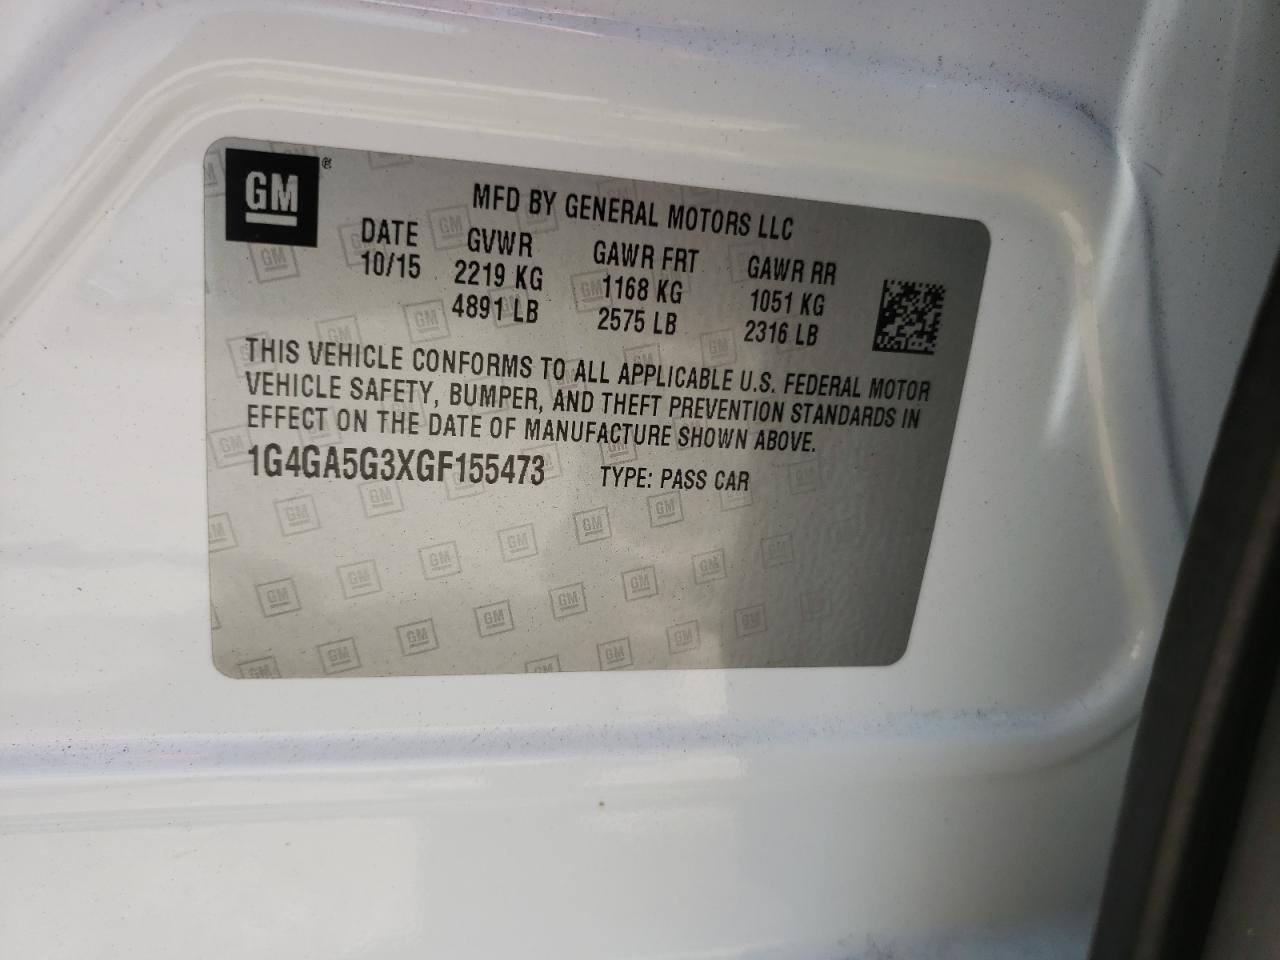 GM®
MFD BY GENERAL MOTORS LLC
DATE GVWR GAWR FRT GAWR RR
10/15 2219 KG 1168 KG 1051 KG
4891 LB 2575 LB 2316 LB
THIS VEHICLE CONFORMS TO ALL APPLICABLE U.S. FEDERAL MOTOR
VEHICLE SAFETY, BUMPER, AND THEFT PREVENTION STANDARDS IN
EFFECT ON THE DATE OF MANUFACTURE SHOWN ABOVE.
1G4GA5G3XGF155473 TYPE: PASS CAR